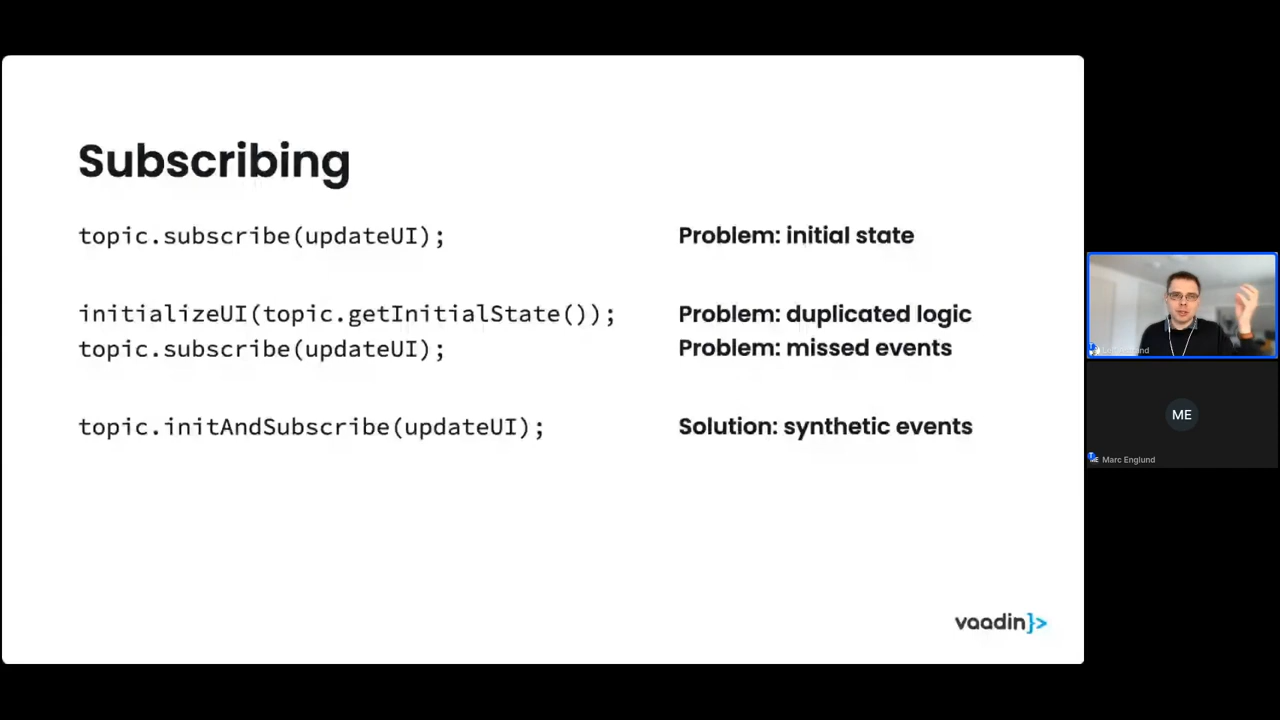 Subscribing
topic.subscribe(updateUI);
Problem: initial state
initializeUI(topic.getInitialState());
Problem: duplicated logic
topic.subscribe(updateUI);
Problem: missed events
topic.initAndSubscribe(updateUI);
Solution: synthetic events
vaadin}>
ME
Marc Englund